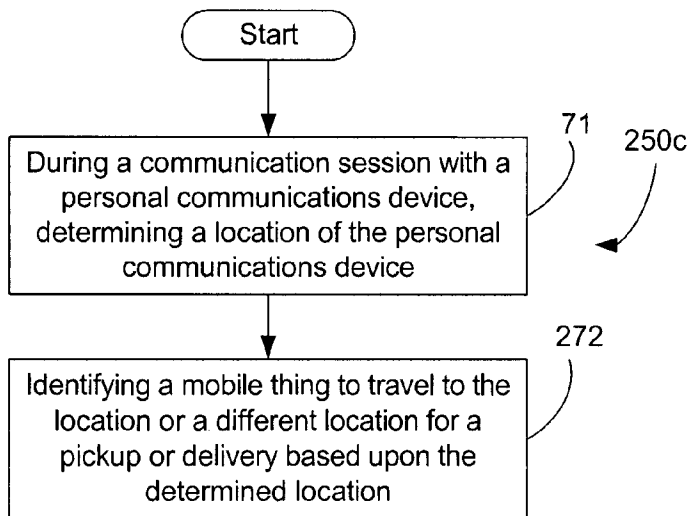 Start
71
250c
During a communication session with a
personal communications device,
determining a location of the personal
communications device
272
Identifying a mobile thing to travel to the
location or a different location for a
pickup or delivery based upon the
determined location